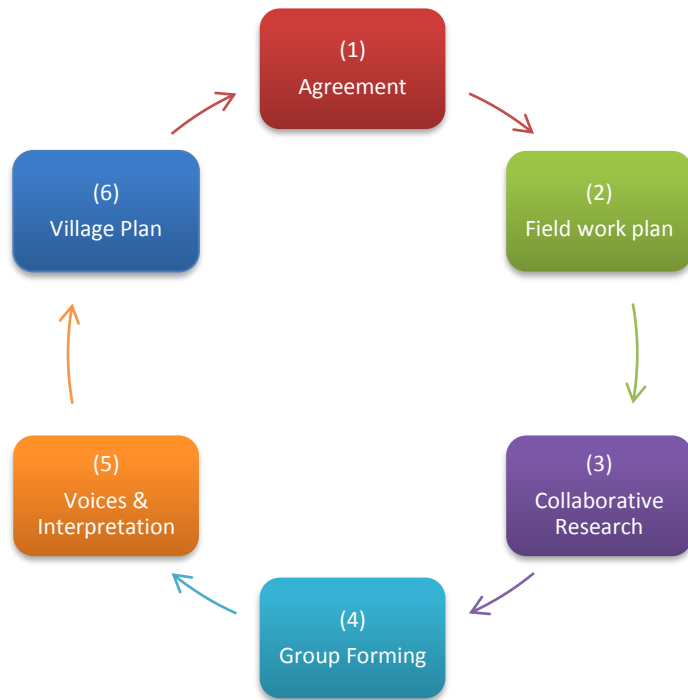 (1)
Agreement
(2)
Field work plan
(3)
Collaborative
Research
(4)
Group Forming
(5)
Voices &
Interpretation
(6)
Village Plan